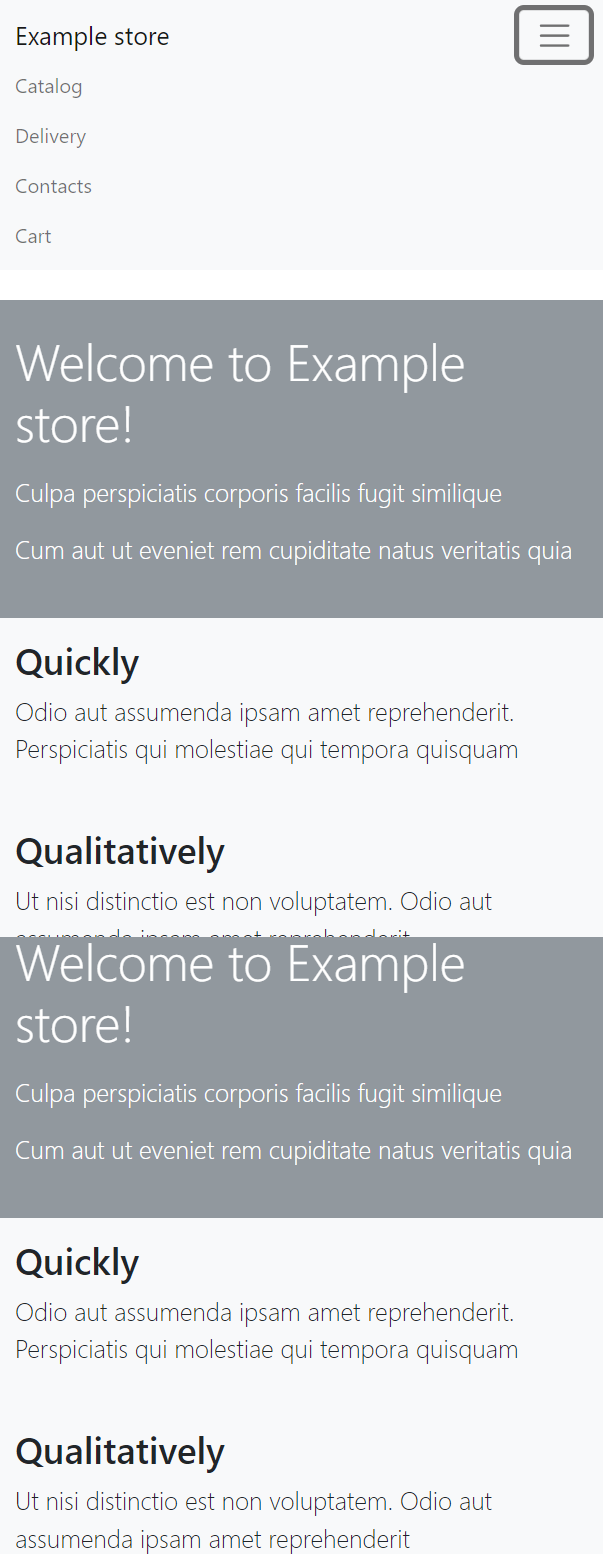 Example store
Catalog
Delivery
Contacts
Cart
Welcome to Example
store!
Culpa perspiciatis corporis facilis fugit similique
Cum aut ut eveniet rem cupiditate natus veritatis quia
Quickly
Odio aut assumenda ipsam amet reprehenderit.
Perspiciatis qui molestiae qui tempora quisquam
Qualitatively
Ut nisi distinctio est non voluptatem. Odio aut
assumenda ipsam amet reprehenderit
Welcome to Example
store!
Culpa perspiciatis corporis facilis fugit similique
Cum aut ut eveniet rem cupiditate natus veritatis quia
Quickly
Odio aut assumenda ipsam amet reprehenderit.
Perspiciatis qui molestiae qui tempora quisquam
Qualitatively
Ut nisi distinctio est non voluptatem. Odio aut
assumenda ipsam amet reprehenderit